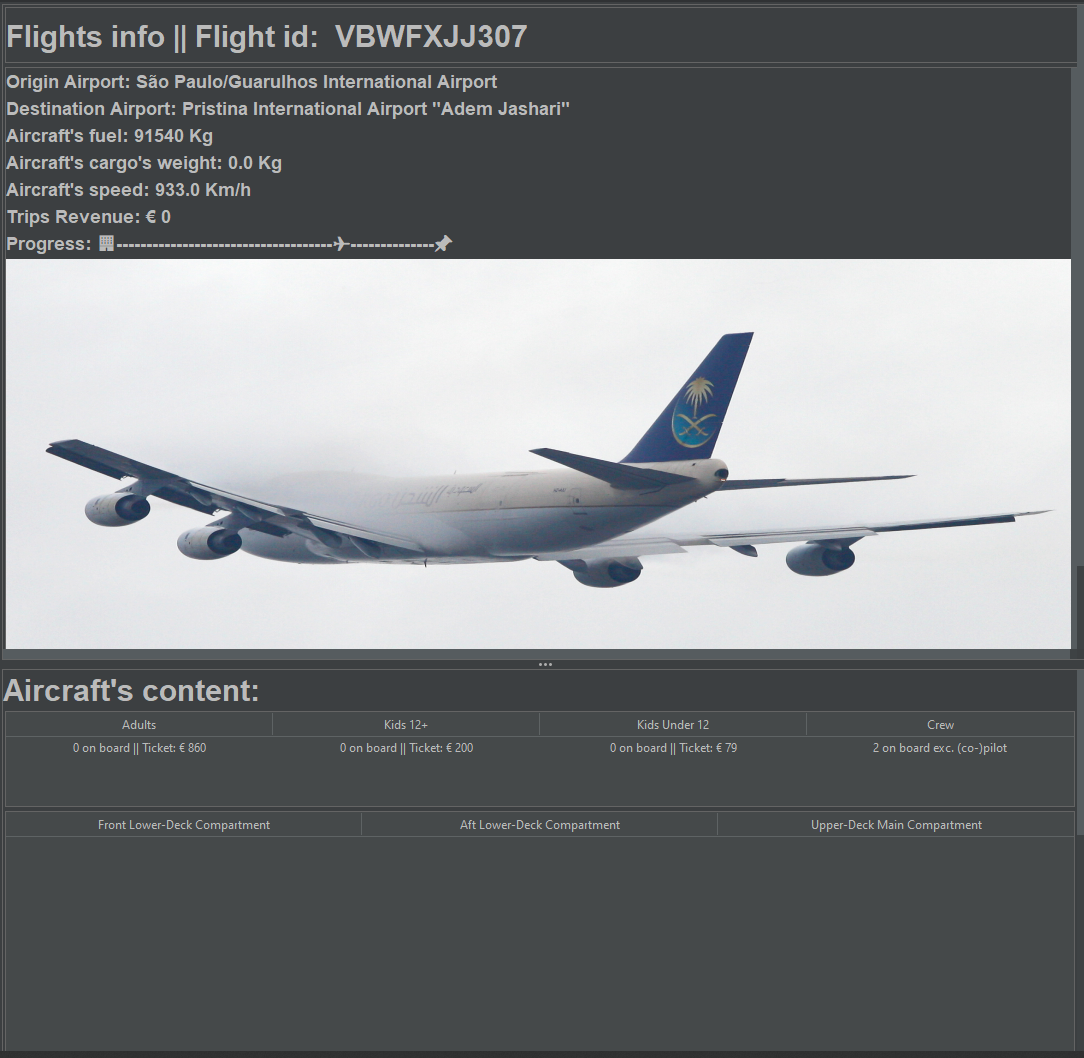 Flights info || Flight id: VBWFXJJ307
Origin Airport: São Paulo/Guarulhos International Airport
Destination Airport: Pristina International Airport "Adem Jashari"
Aircraft's fuel: 91540 Kg
Aircraft's cargo's weight: 0.0 Kg
Aircraft's speed: 933.0 Km/h
Trips Revenue: € 0
Progress: 🏢------------------------------------✈--------------📌
Aircraft's content:
Adults Kids 12+ Kids Under 12 Crew
0 on board || Ticket: € 860 0 on board || Ticket: € 200 0 on board || Ticket: € 79 2 on board exc. (co-)pilot
Front Lower-Deck Compartment Aft Lower-Deck Compartment Upper-Deck Main Compartment